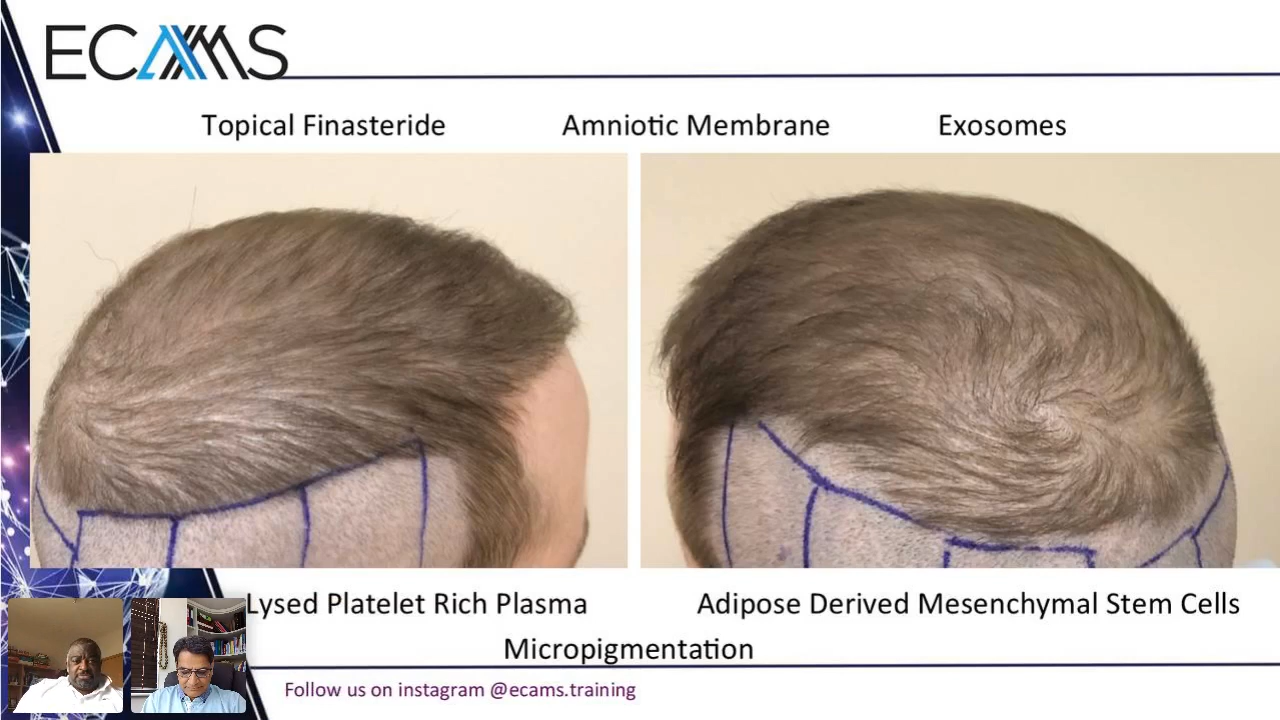 ECAMS
Topical Finasteride Amniotic Membrane Exosomes
Lysed Platelet Rich Plasma Adipose Derived Mesenchymal Stem Cells
Micropigmentation
Follow us on instagram @ecams.training